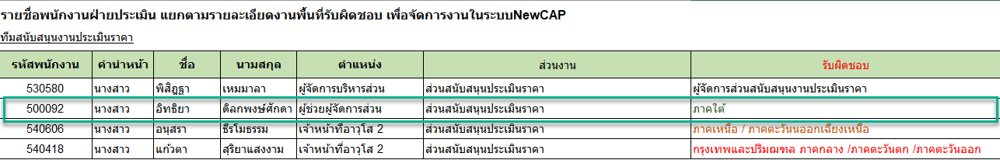 รายชื่อพนักงานฝ่ายประเมิน แยกตามรายละเอียดงานพื้นที่รับผิดชอบ เพื่อจัดการงานในระบบNewCAP
ทีมสนับสนุนงานประเมินราคา
รหัสพนักงาน คำนำหน้า ชื่อ นามสกุล ตำแหน่ง ส่วนงาน รับผิดชอบ
530580 นางสาว พิสิฏฐา เหมมาลา ผู้จัดการบริหารส่วน ส่วนสนับสนุนประเมินราคา ผู้จัดการส่วนสนับสนุนงานประเมินราคา
500092 นางสาว อิทธิยา ดิลกพงษ์ศักดา ผู้ช่วยผู้จัดการส่วน ส่วนสนับสนุนประเมินราคา ภาคใต้
540606 นางสาว อนุสรา ธีรโมธรรม เจ้าหน้าที่อาวุโส 2 ส่วนสนับสนุนประเมินราคา ภาคเหนือ / ภาคตะวันนออกเฉียงเหนือ
540418 นางสาว แก้วตา สุริยาแสงงาม เจ้าหน้าที่อาวุโส 2 ส่วนสนับสนุนประเมินราคา กรุงเทพและปริมฌฑล ภาคกลาง /ภาคตะวันตก /ภาคตะวันออก